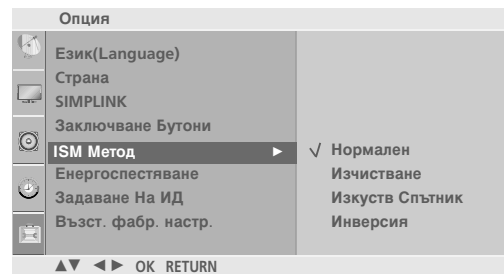 Опция
Език(Language)
Страна
SIMPLINK
Заключване Бутони
ISM Метод ► √ Нормален
Енергоспестяване Изчистване
Задаване На ИД Изкуств Спътник
Възст. фабр. настр. Инверсия
▲▼ ◄► OK RETURN